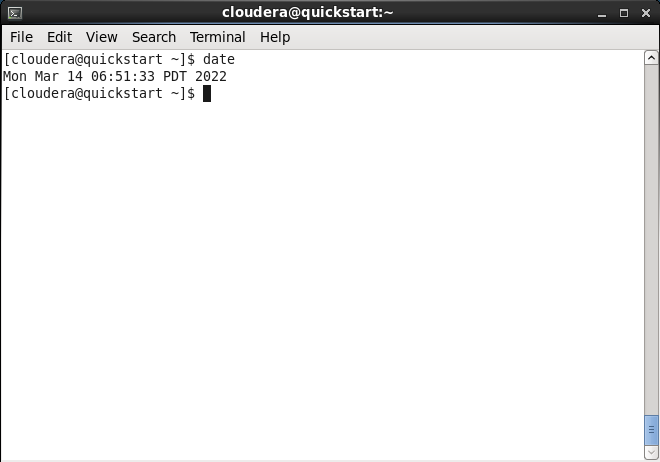 cloudera@quickstart:~
File Edit View Search Terminal Help
[cloudera@quickstart ~]$ date
Mon Mar 14 06:51:33 PDT 2022
[cloudera@quickstart ~]$